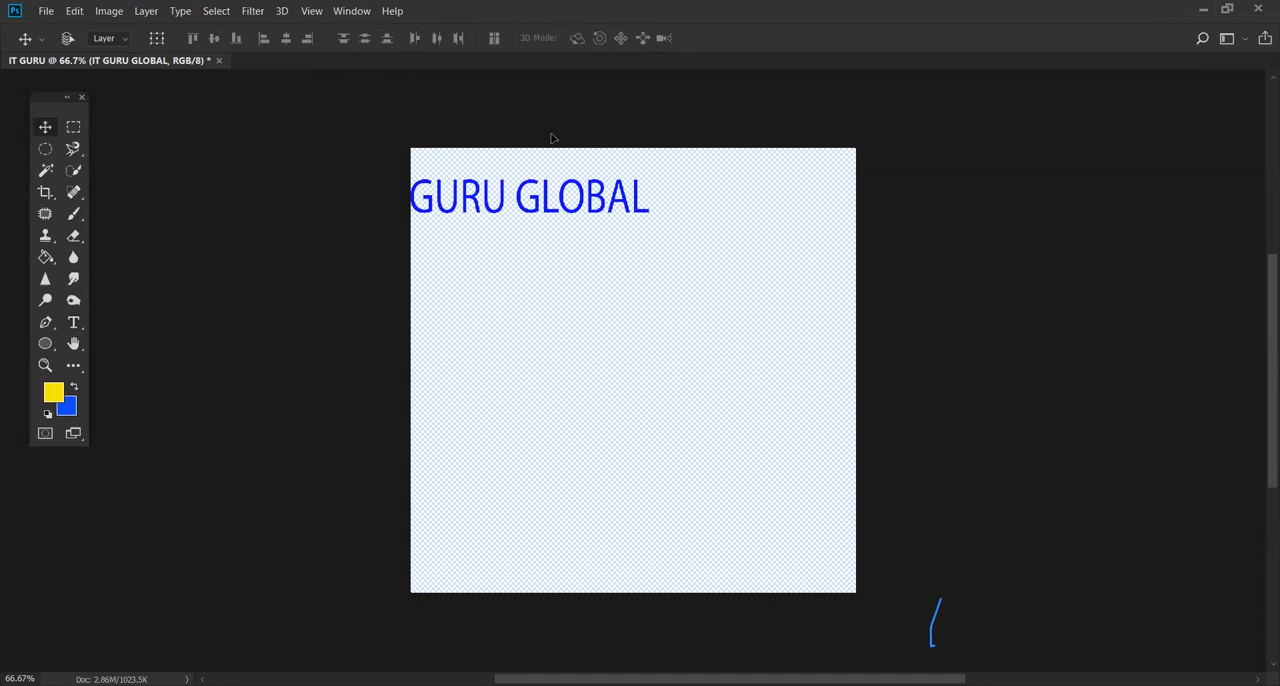 Ps File Edit Image Layer Type Select Filter 3D View Window Help
Layer 3D Mode:
IT GURU @ 66.7% (IT GURU GLOBAL, RGB/8) *
GURU GLOBAL
T
66.67% Doc: 2.86M/1023.5K